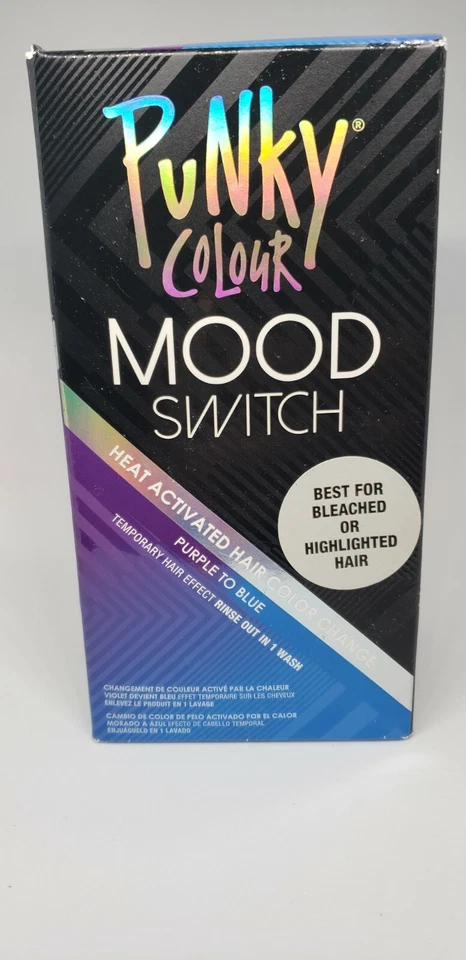 PUNKY®
COLOUR
MOOD
SWITCH
HEAT ACTIVATED HAIR COLOR CHANGE
PURPLE TO BLUE
TEMPORARY HAIR EFFECT RINSE OUT IN 1 WASH
BEST FOR
BLEACHED
OR
HIGHLIGHTED
HAIR
CHANGEMENT DE COULEUR ACTIVÉ PAR LA CHALEUR
VIOLET DEVIENT BLEU EFFET TEMPORAIRE SUR LES CHEVEUX
ENLEVEZ LE PRODUIT EN 1 LAVAGE
CAMBIO DE COLOR DE PELO ACTIVADO POR EL CALOR
MORADO A AZUL EFECTO DE CABELLO TEMPORAL
ENJUÁGUELO EN 1 LAVADO